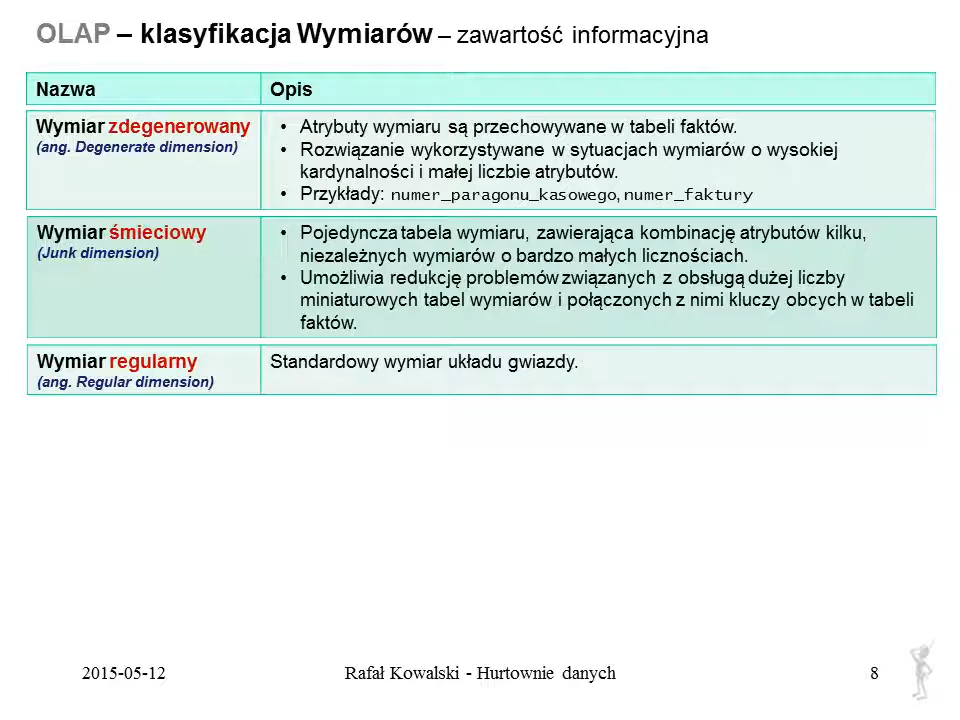 OLAP – klasyfikacja Wymiarów – zawartość informacyjna
Nazwa
Opis
Wymiar zdegenerowany
(ang. Degenerate dimension)
• Atrybuty wymiaru są przechowywane w tabeli faktów.
• Rozwiązanie wykorzystywane w sytuacjach wymiarów o wysokiej
kardynalności i małej liczbie atrybutów.
• Przykłady: numer_paragonu_kasowego, numer_faktury
Wymiar śmieciowy
(Junk dimension)
• Pojedyncza tabela wymiaru, zawierająca kombinację atrybutów kilku,
niezależnych wymiarów o bardzo małych licznościach.
• Umożliwia redukcję problemów związanych z obsługą dużej liczby
miniaturowych tabel wymiarów i połączonych z nimi kluczy obcych w tabeli
faktów.
Wymiar regularny
(ang. Regular dimension)
Standardowy wymiar układu gwiazdy.
2015-05-12
Rafał Kowalski - Hurtownie danych
8